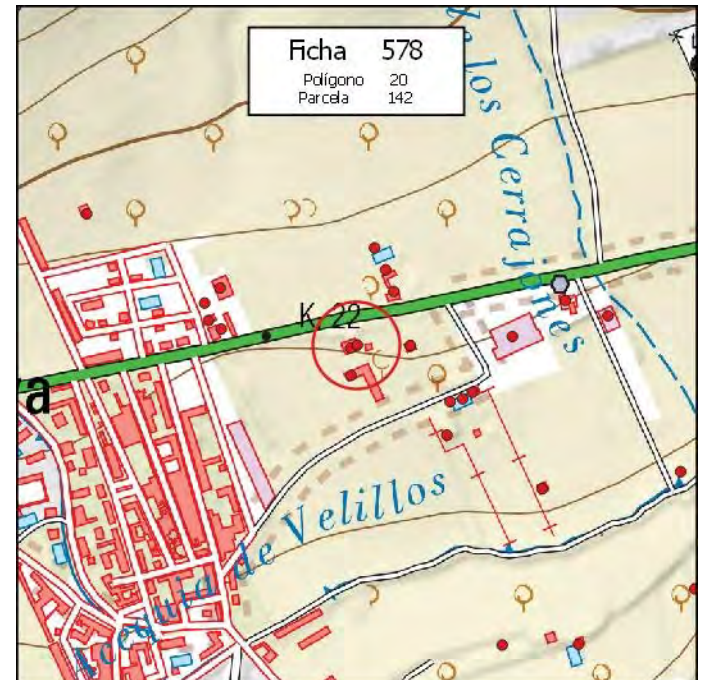 Ficha 578
Polígono 20
Parcela 142
de los Cerrajones
K. 22
a
Acequia de Velillos